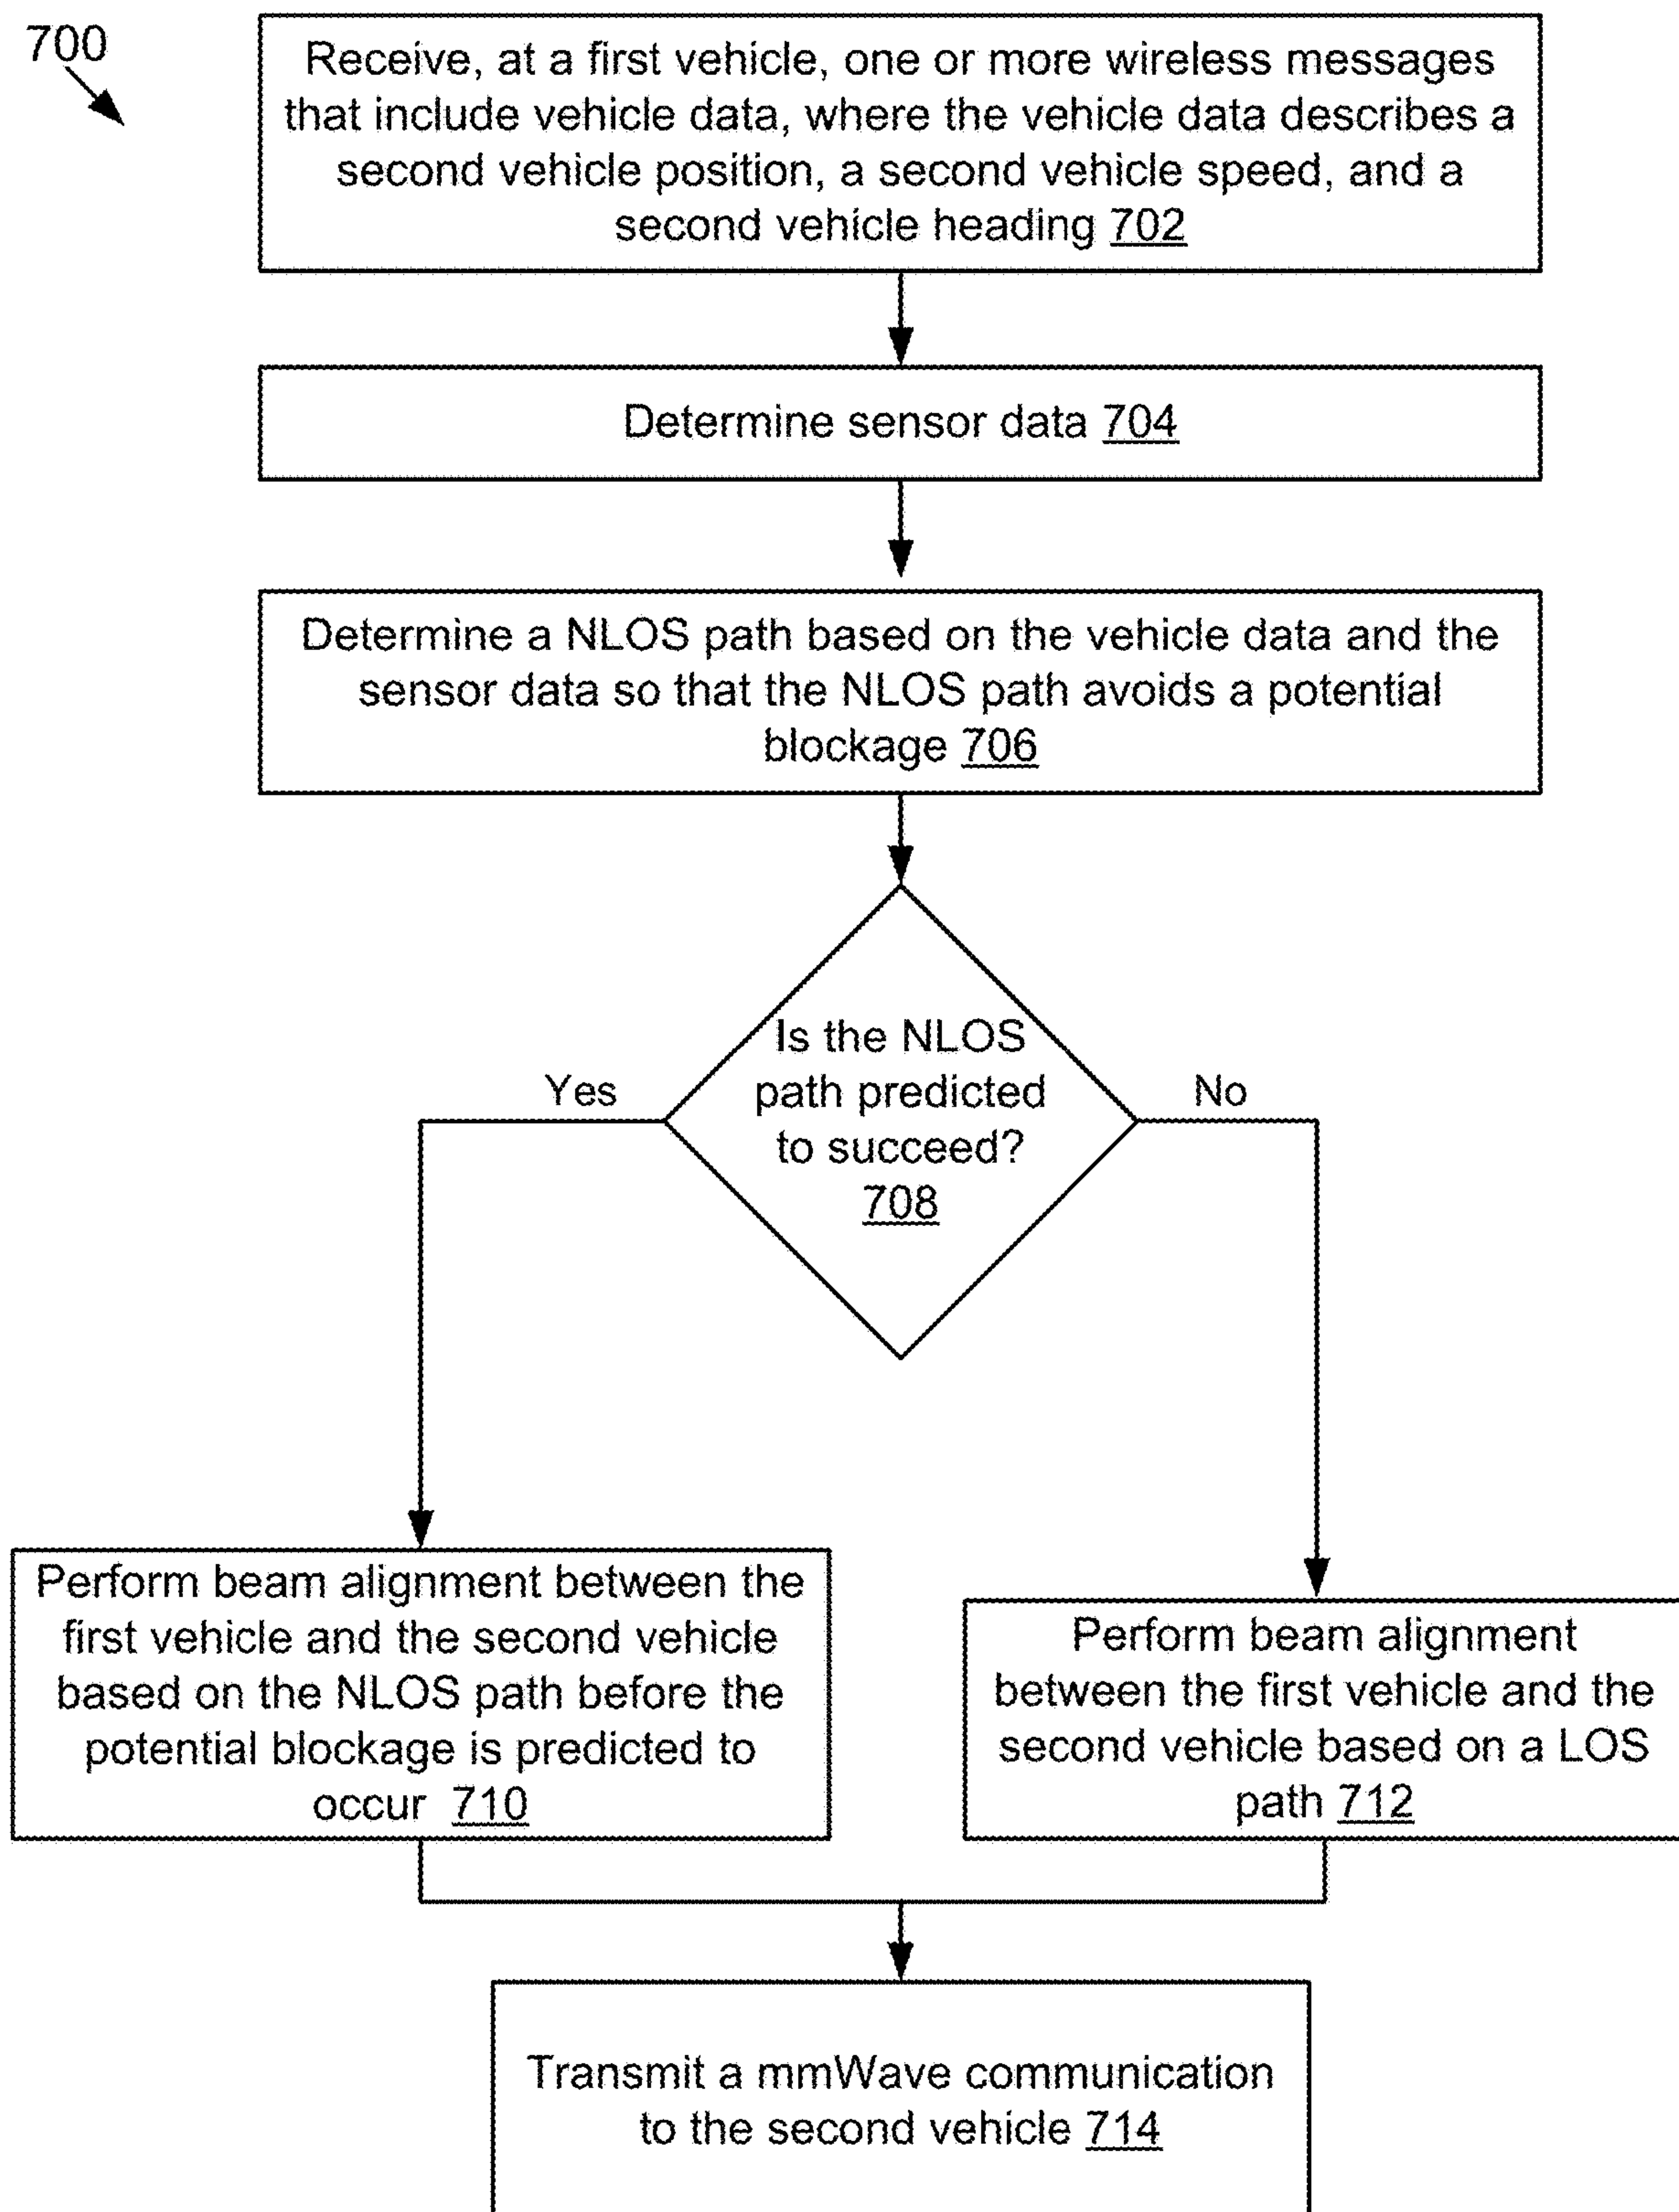 700
Receive, at a first vehicle, one or more wireless messages
that include vehicle data, where the vehicle data describes a
second vehicle position, a second vehicle speed, and a
second vehicle heading 702
Determine sensor data 704
Determine a NLOS path based on the vehicle data and the
sensor data so that the NLOS path avoids a potential
blockage 706
Is the NLOS
path predicted
to succeed?
708
Yes
No
Perform beam alignment between the
first vehicle and the second vehicle
based on the NLOS path before the
potential blockage is predicted to
occur 710
Perform beam alignment
between the first vehicle and the
second vehicle based on a LOS
path 712
Transmit a mmWave communication
to the second vehicle 714